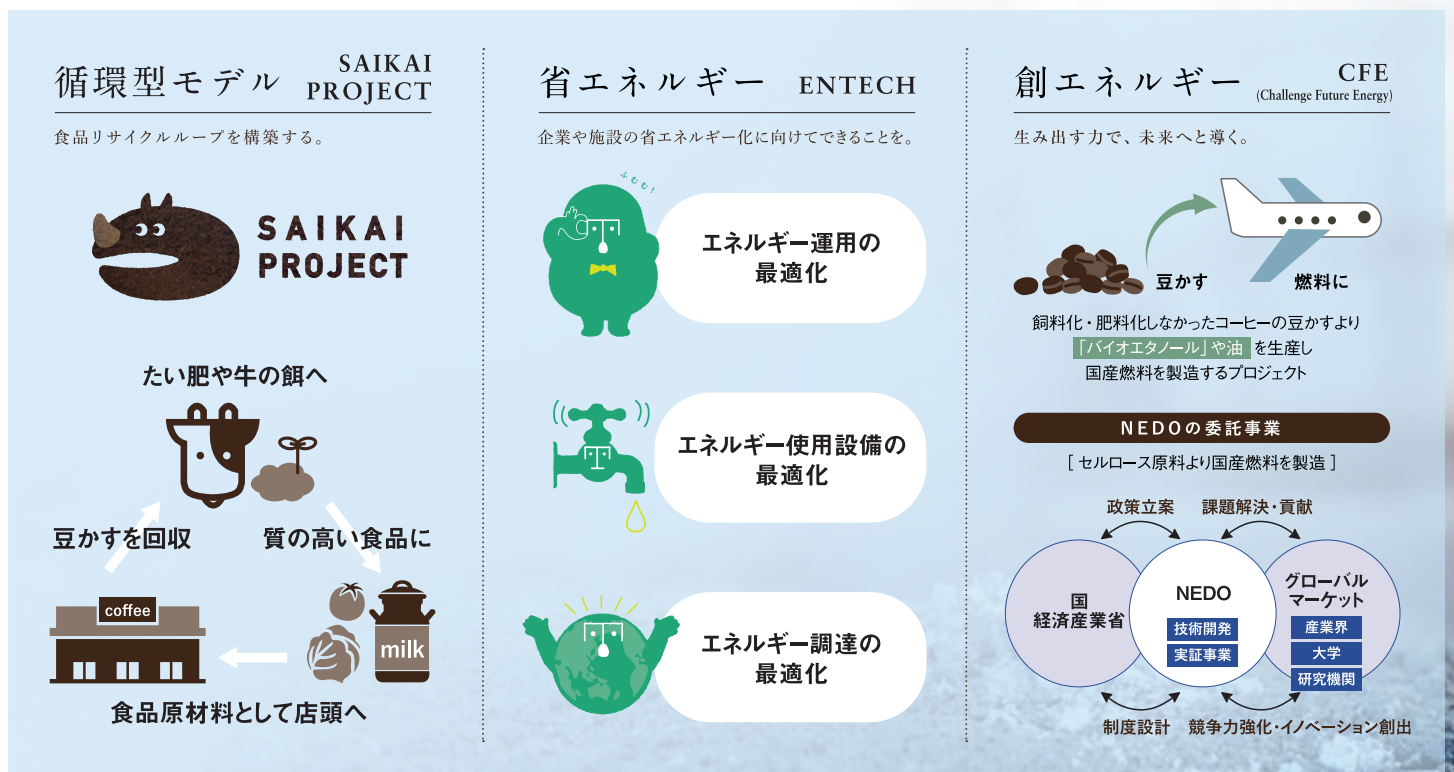 循環型モデル
SAIKAI
PROJECT
食品リサイクルループを構築する。
SAIKAI
PROJECT
たい肥や牛の餌へ
豆かすを回収
質の高い食品に
coffee
milk
食品原材料として店頭へ
省エネルギー
ENTECH
企業や施設の省エネルギー化に向けてできることを。
ふむむ!
エネルギー運用の
最適化
エネルギー使用設備の
最適化
エネルギー調達の
最適化
創エネルギー
CFE
(Challenge Future Energy)
生み出す力で、未来へと導く。
豆かす
燃料に
飼料化・肥料化しなかったコーヒーの豆かすより
「バイオエタノール」や油 を生産し
国産燃料を製造するプロジェクト
NEDOの委託事業
[ セルロース原料より国産燃料を製造 ]
政策立案
課題解決・貢献
国
経済産業省
NEDO
技術開発
実証事業
グローバル
マーケット
産業界
大学
研究機関
制度設計
競争力強化・イノベーション創出